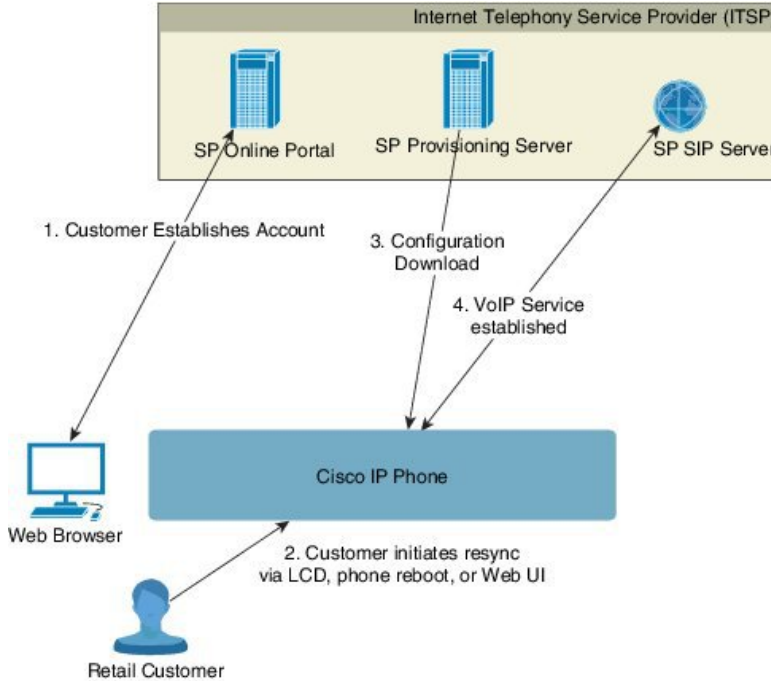 Internet Telephony Service Provider (ITSP
SP Online Portal
SP Provisioning Server
SP SIP Server
1. Customer Establishes Account
3. Configuration
Download
4. VoIP Service
established
Cisco IP Phone
Web Browser
2. Customer initiates resync
via LCD, phone reboot, or Web UI
Retail Customer